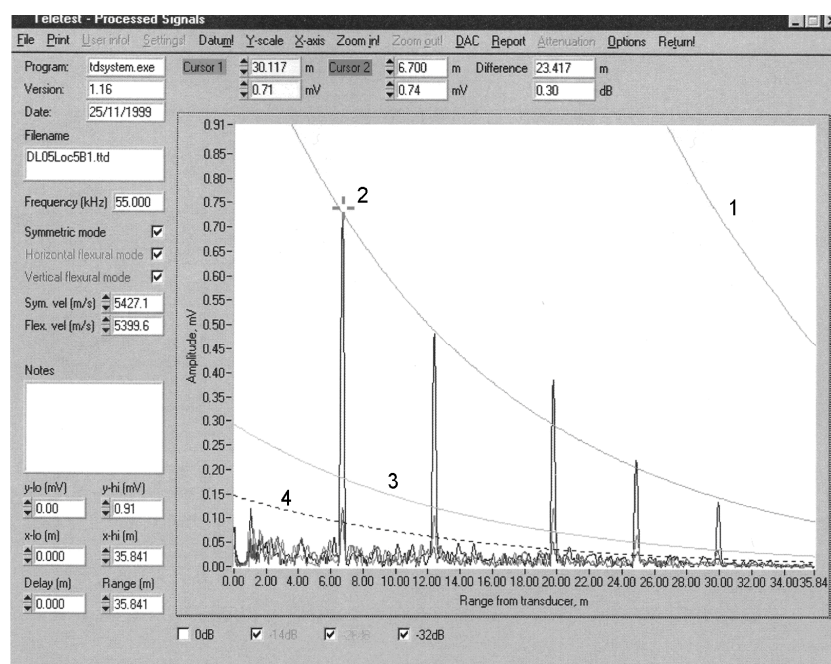 Teletest - Processed Signals
File Print User info! Settings! Datum! Y-scale X-axis Zoom in! Zoom out! DAC Report Attenuation Options Return!
Program: tdsystem.exe
Version: 1.16
Date: 25/11/1999
Filename
DL05Loc5B1.ttd
Frequency (kHz) 55.000
Symmetric mode
Horizontal flexural mode
Vertical flexural mode
Sym. vel (m/s) 5427.1
Flex. vel (m/s) 5399.6
Notes
y-lo (mV) y-hi (mV)
0.00 0.91
x-lo (m) x-hi (m)
0.000 35.841
Delay (m) Range (m)
0.000 35.841
Cursor 1 30.117 m Cursor 2 6.700 m Difference 23.417 m
0.71 mV 0.74 mV 0.30 dB
0.91
0.85
0.80
0.75
0.70
0.65
0.60
0.55
0.50
0.45
0.40
0.35
0.30
0.25
0.20
0.15
0.10
0.05
0.00
Amplitude, mV
1
2
3
4
0.00 2.00 4.00 6.00 8.00 10.00 12.00 14.00 16.00 18.00 20.00 22.00 24.00 26.00 28.00 30.00 32.00 34.00 35.84
Range from transducer, m
0dB -14dB -32dB